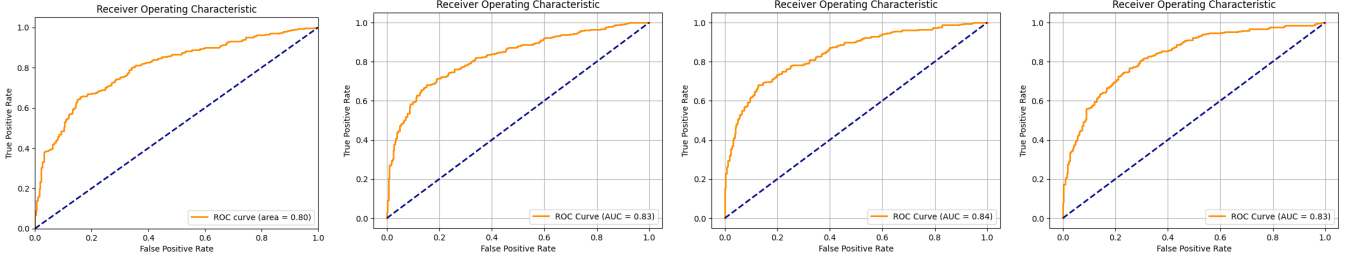 Receiver Operating Characteristic
True Positive Rate
1.0
0.8
0.6
0.4
0.2
0.0
ROC curve (area = 0.80)
0.0 0.2 0.4 0.6 0.8 1.0
False Positive Rate
Receiver Operating Characteristic
True Positive Rate
1.0
0.8
0.6
0.4
0.2
0.0
ROC Curve (AUC = 0.83)
0.0 0.2 0.4 0.6 0.8 1.0
False Positive Rate
Receiver Operating Characteristic
True Positive Rate
1.0
0.8
0.6
0.4
0.2
0.0
ROC Curve (AUC = 0.84)
0.0 0.2 0.4 0.6 0.8 1.0
False Positive Rate
Receiver Operating Characteristic
True Positive Rate
1.0
0.8
0.6
0.4
0.2
0.0
ROC Curve (AUC = 0.83)
0.0 0.2 0.4 0.6 0.8 1.0
False Positive Rate